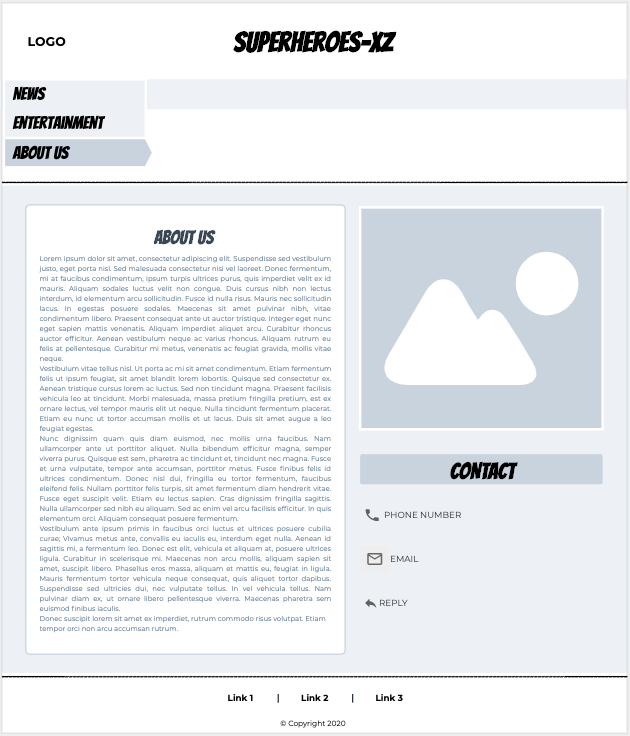 LOGO
SUPERHEROES-XZ
NEWS
ENTERTAINMENT
ABOUT US
ABOUT US
Lorem ipsum dolor sit amet, consectetur adipiscing elit. Suspendisse sed vestibulum
justo, eget porta nisl. Sed malesuada consectetur nisi vel laoreet. Donec fermentum,
mi at faucibus condimentum, ipsum turpis ultrices purus, quis imperdiet velit ex id
mauris. Aliquam sodales luctus velit non congue. Duis cursus nibh non lectus
interdum, id elementum arcu sollicitudin. Fusce id nulla risus. Mauris nec sollicitudin
lacus, in egestas posuere sodales. Maecenas sit amet pulvinar nibh, vitae
condimentum libero. Praesent consequat ante ut auctor tristique. Integer eget nunc
eget sapien mattis venenatis. Aliquam imperdiet aliquet arcu. Curabitur rhoncus
auctor efficitur. Aenean vestibulum neque ac varius rhoncus. Aliquam rutrum eu
felis at pellentesque. Curabitur mi metus, venenatis ac feugiat gravida, mollis vitae
neque.
Vestibulum vitae tellus nisl. Ut porta ac mi sit amet condimentum. Etiam fermentum
felis ut ipsum feugiat, sit amet blandit lorem lobortis. Quisque sed consectetur ex.
Aenean tristique cursus lorem ac luctus. Sed non tincidunt magna. Praesent facilisis
vehicula leo at tincidunt. Morbi malesuada, massa pretium fringilla pretium, est ex
ornare lectus, vel tempor mauris elit ut neque. Nulla tincidunt fermentum placerat.
Etiam eu nunc ut tortor accumsan mollis et ut lacus. Duis sit amet augue a leo
feugiat egestas.
Nunc dignissim quam quis diam euismod, nec mollis urna faucibus. Nam
ullamcorper ante ut porttitor aliquet. Nulla bibendum efficitur magna, semper
viverra purus. Quisque est sem, pharetra ac tincidunt et, tincidunt nec magna. Fusce
et urna vulputate, tempor ante accumsan, porttitor metus. Fusce finibus felis id
ultrices condimentum. Donec nisl dui, fringilla eu tortor fermentum, faucibus
eleifend felis. Nullam porttitor felis turpis, sit amet fermentum diam hendrerit vitae.
Fusce eget suscipit velit. Etiam eu lectus sapien. Cras dignissim fringilla sagittis.
Nulla ullamcorper sed nibh eu aliquam. Sed ac enim vel arcu facilisis efficitur. In quis
elementum orci. Aliquam consequat posuere fermentum.
Vestibulum ante ipsum primis in faucibus orci luctus et ultrices posuere cubilia
curae; Vivamus metus ante, convallis eu iaculis eu, interdum eget nulla. Aenean id
sagittis mi, a fermentum leo. Donec est elit, vehicula et aliquam at, posuere ultrices
ligula. Curabitur in scelerisque mi. Maecenas non arcu mollis, aliquam sapien sit
amet, suscipit libero. Phasellus eros massa, aliquam et mattis eu, feugiat in ligula.
Mauris fermentum tortor vehicula neque consequat, quis aliquet tortor dapibus.
Suspendisse sed ultricies dui, nec vulputate tellus. In vel vehicula tellus. Nam
pulvinar diam ex, ut ornare libero pellentesque viverra. Maecenas pharetra sem
euismod finibus iaculis.
Donec suscipit lorem sit amet ex imperdiet, rutrum commodo risus volutpat. Etiam
tempor orci non arcu accumsan rutrum.
CONTACT
PHONE NUMBER
EMAIL
REPLY
Link 1 | Link 2 | Link 3
© Copyright 2020